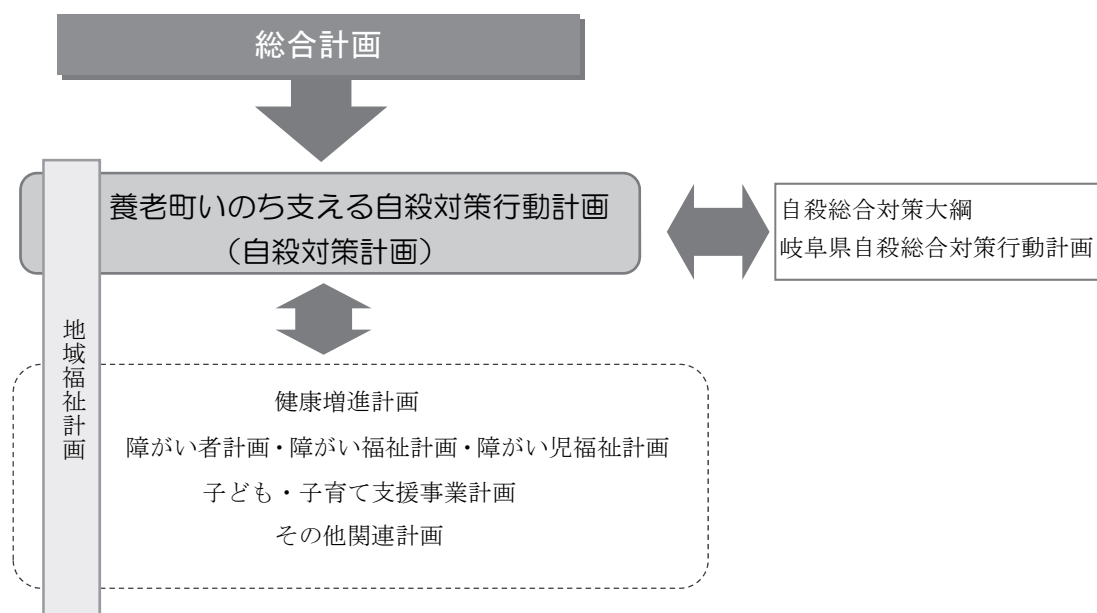 総合計画
養老町いのち支える自殺対策行動計画
（自殺対策計画）
自殺総合対策大綱
岐阜県自殺総合対策行動計画
地域福祉計画
健康増進計画
障がい者計画・障がい福祉計画・障がい児福祉計画
子ども・子育て支援事業計画
その他関連計画